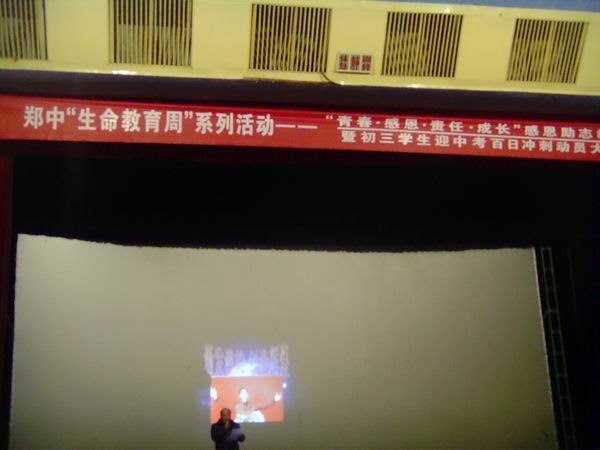 郑中“生命教育周”系列活动——“青春·感恩·责任·成长”感恩励志
暨初三学生迎中考百日冲刺动员大